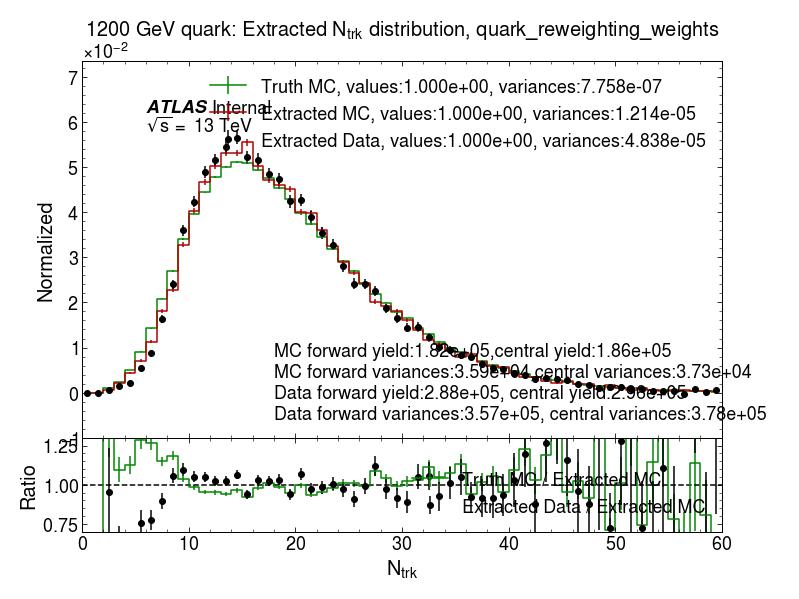 1200 GeV quark: Extracted Ntrk distribution, quark_reweighting_weights
×10−2
Truth MC, values:1.000e+00, variances:7.758e-07
ATLAS Internal
Extracted MC, values:1.000e+00, variances:1.214e-05
√s = 13 TeV
Extracted Data, values:1.000e+00, variances:4.838e-05
7
6
5
4
3
2
1
0
−1
Normalized
MC forward yield:1.82e+05,central yield:1.86e+05
MC forward variances:3.59e+04,central variances:3.73e+04
Data forward yield:2.88e+05, central yield:2.96e+05
Data forward variances:3.57e+05, central variances:3.78e+05
1.25
1.00
0.75
Ratio
Truth MC / Extracted MC
Extracted Data / Extracted MC
0 10 20 30 40 50 60
Ntrk